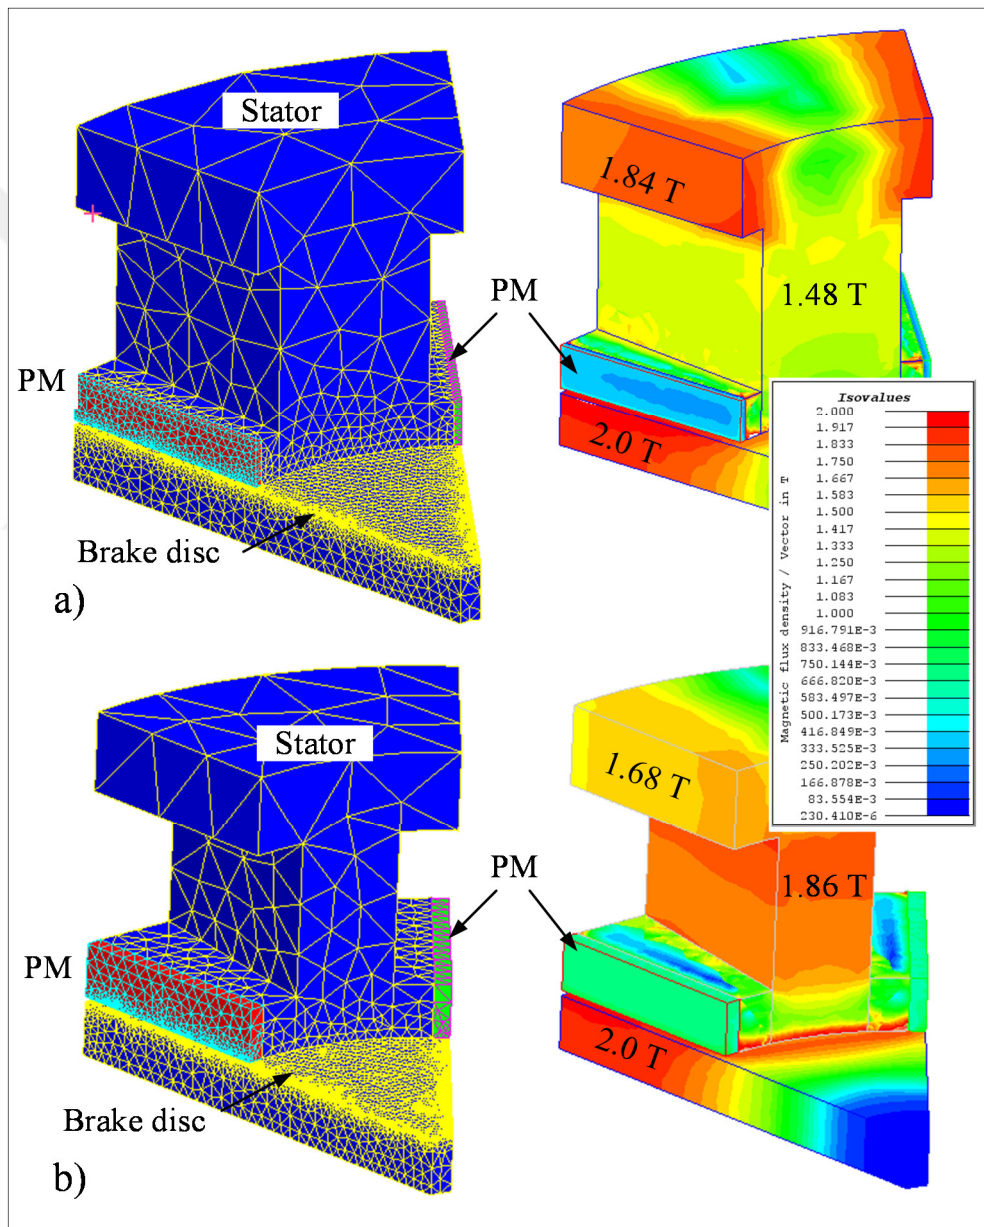 Stator
1.84 T
PM
1.48 T
PM
2.0 T
Brake disc
a)
Isovalues
Magnetic flux density / Vector in T
2.000
1.917
1.833
1.750
1.667
1.583
1.500
1.417
1.333
1.250
1.167
1.083
1.000
916.791E-3
833.468E-3
750.144E-3
666.820E-3
583.497E-3
500.173E-3
416.849E-3
333.525E-3
250.202E-3
166.878E-3
83.554E-3
230.410E-6
Stator
1.68 T
PM
1.86 T
PM
2.0 T
Brake disc
b)